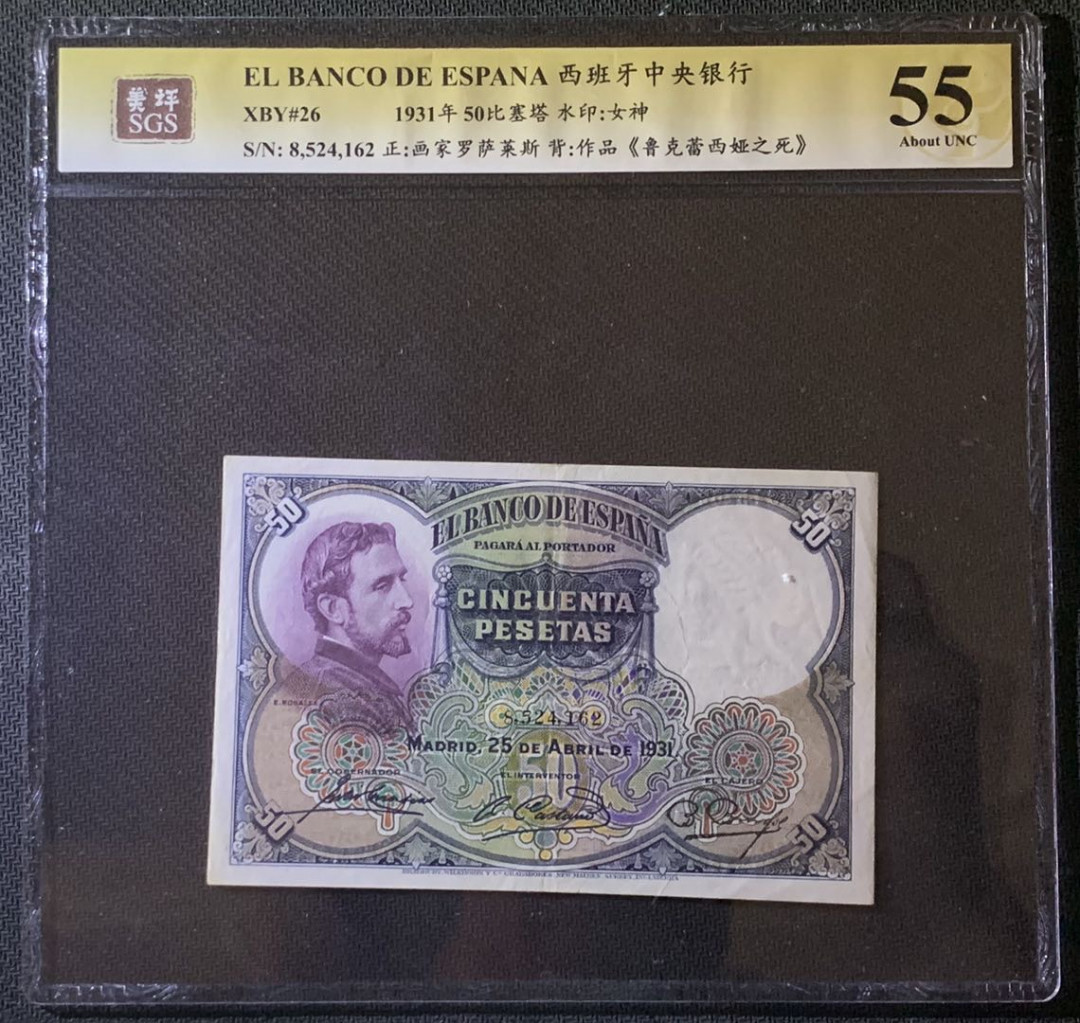 美评
SGS
EL BANCO DE ESPANA 西班牙中央银行
XBY#26 1931年 50比塞塔 水印:女神
S/N: 8,524,162 正:画家罗萨莱斯 背:作品《鲁克蕾西娅之死》
55
About UNC
50
50
EL BANCO DE ESPAÑA
PAGARÁ AL PORTADOR
CINCUENTA
PESETAS
E. ROSALES
8,524,162
MADRID, 25 DE ABRIL DE 1931
50
EL GOBERNADOR
EL INTERVENTOR
EL CAJERO
50
50